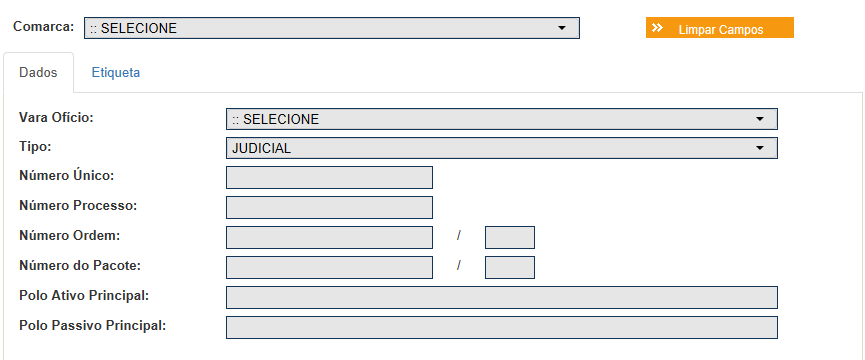 Comarca: :: SELECIONE Limpar Campos
Dados Etiqueta
Vara Ofício: :: SELECIONE
Tipo: JUDICIAL
Número Único:
Número Processo:
Número Ordem: /
Número do Pacote: /
Polo Ativo Principal:
Polo Passivo Principal: